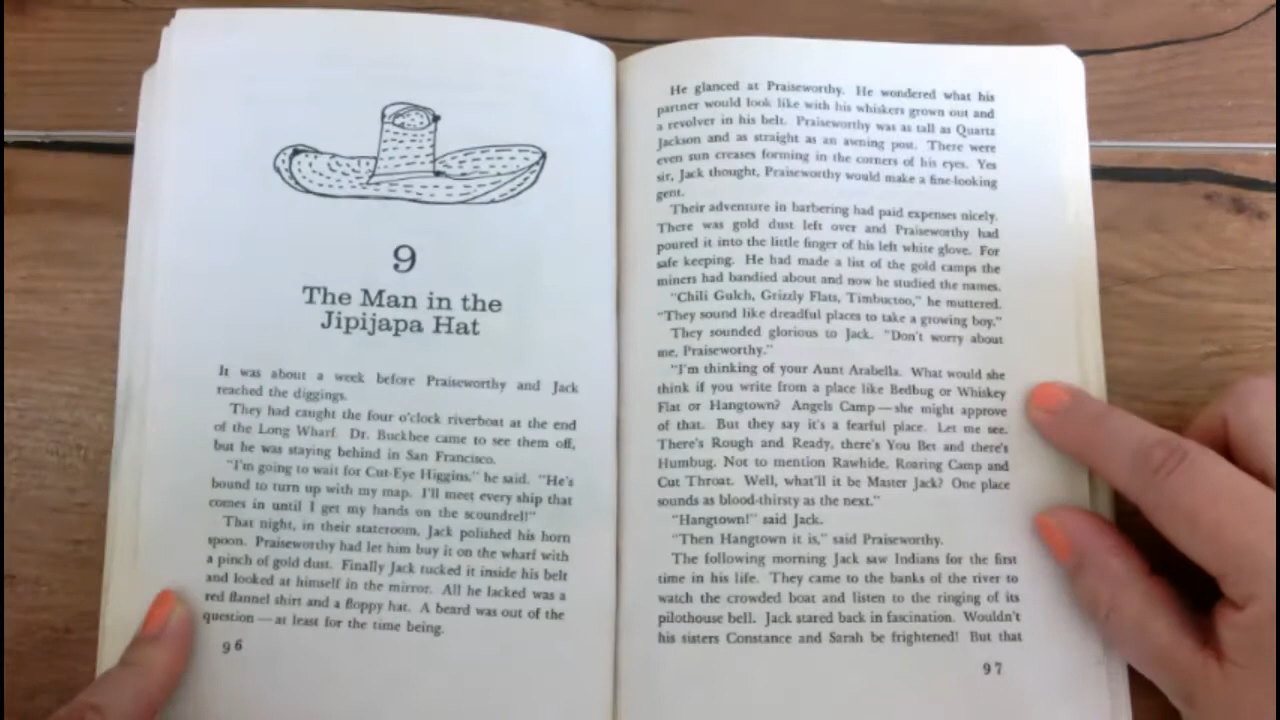 9
The Man in the
Jipijapa Hat
It was about a week before Praiseworthy and Jack
reached the diggings.
They had caught the four o'clock riverboat at the end
of the Long Wharf. Dr. Buckbee came to see them off,
but he was staying behind in San Francisco.
"I'm going to wait for Cut-Eye Higgins," he said. "He's
bound to turn up with my map. I'll meet every ship that
comes in until I get my hands on the scoundrel!"
That night, in their stateroom, Jack polished his horn
spoon. Praiseworthy had let him buy it on the wharf with
a pinch of gold dust. Finally Jack tucked it inside his belt
and looked at himself in the mirror. All he lacked was a
red flannel shirt and a floppy hat. A beard was out of the
question — at least for the time being.
96
He glanced at Praiseworthy. He wondered what his
partner would look like with his whiskers grown out and
a revolver in his belt. Praiseworthy was as tall as Quartz
Jackson and as straight as an awning post. There were
even sun creases forming in the corners of his eyes. Yes
sir, Jack thought, Praiseworthy would make a fine-looking
gent.
Their adventure in barbering had paid expenses nicely.
There was gold dust left over and Praiseworthy had
poured it into the little finger of his left white glove. For
safe keeping. He had made a list of the gold camps the
miners had bandied about and now he studied the names.
"Chili Gulch, Grizzly Flats, Timbuctoo," he muttered.
"They sound like dreadful places to take a growing boy."
They sounded glorious to Jack. "Don't worry about
me, Praiseworthy."
"I'm thinking of your Aunt Arabella. What would she
think if you write from a place like Bedbug or Whiskey
Flat or Hangtown? Angels Camp — she might approve
of that. But they say it's a fearful place. Let me see.
There's Rough and Ready, there's You Bet and there's
Humbug. Not to mention Rawhide, Roaring Camp and
Cut Throat. Well, what'll it be Master Jack? One place
sounds as blood-thirsty as the next."
"Hangtown!" said Jack.
"Then Hangtown it is," said Praiseworthy.
The following morning Jack saw Indians for the first
time in his life. They came to the banks of the river to
watch the crowded boat and listen to the ringing of its
pilothouse bell. Jack stared back in fascination. Wouldn't
his sisters Constance and Sarah be frightened! But that
97